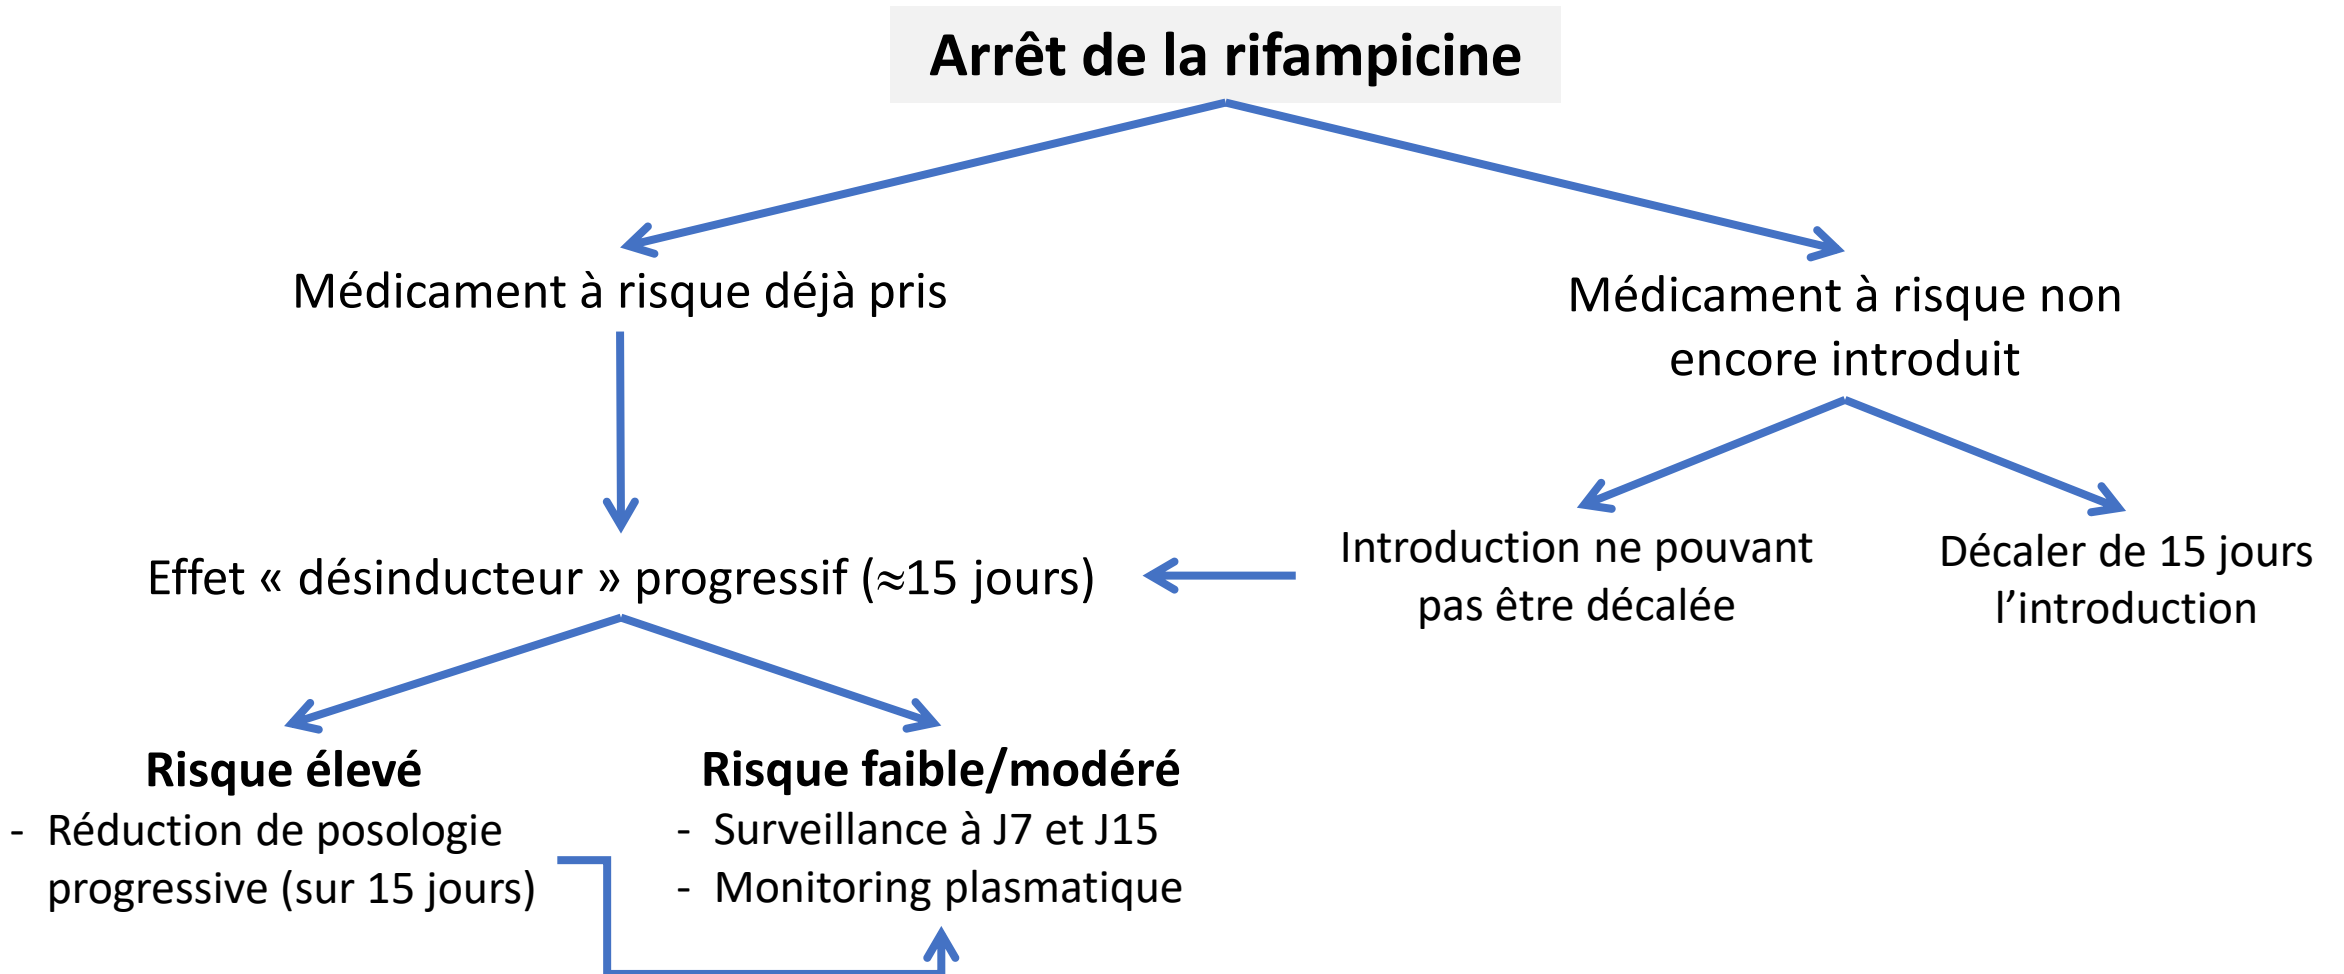 Arrêt de la rifampicine
Médicament à risque déjà pris
Médicament à risque non
encore introduit
Effet « désinducteur » progressif (≈15 jours)
Introduction ne pouvant
pas être décalée
Décaler de 15 jours
l’introduction
Risque élevé
- Réduction de posologie
progressive (sur 15 jours)
Risque faible/modéré
- Surveillance à J7 et J15
- Monitoring plasmatique